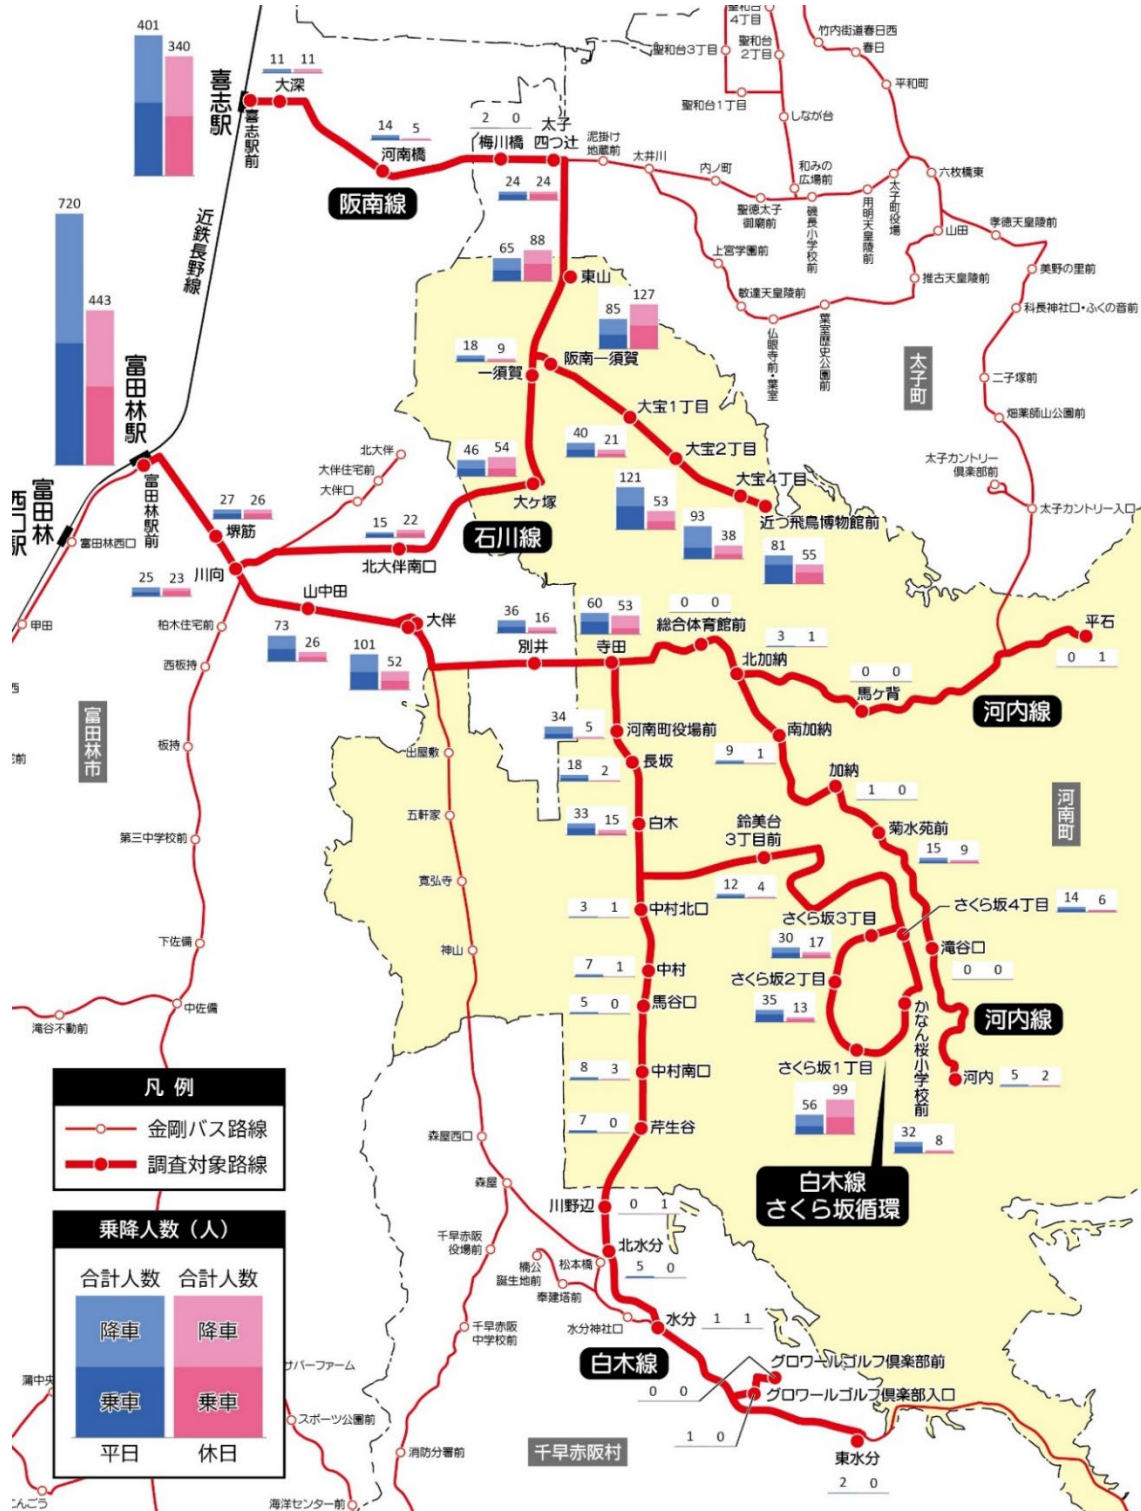 401
340
喜志駅
喜志駅前
11 11
大深
14 5
河南橋
阪南線
2 0
梅川橋
太子
四つ辻
24 24
泥掛け
地蔵前
太井川
内ノ町
聖徳太子
御廟前
和みの
広場前
磯長小学校前
用明天皇陵前
太子町役場
六枚橋東
山田
孝徳天皇陵前
美野の里前
科長神社口・ふくの音前
推古天皇陵前
上宮学園前
敏達天皇陵前
仏眼寺前・葉室
葉室歴史公園前
聖和台
4丁目
聖和台3丁目
聖和台
2丁目
聖和台1丁目
しなが台
竹内街道春日西
春日
平和町
太子町
二子塚前
畑薬師山公園前
太子カントリー
倶楽部前
太子カントリー入口
近鉄長野線
720
443
富田林駅
富田林駅前
富田林
西口駅
富田林西口
甲田
65 88
東山
85 127
阪南一須賀
18 9
一須賀
大宝1丁目
40 21
大宝2丁目
121 53
大宝4丁目
93 38
近つ飛鳥博物館前
81 55
46 54
大ヶ塚
石川線
15 22
北大伴南口
北大伴
大伴住宅前
大伴口
27 26
堺筋
25 23
川向
山中田
73 26
大伴
101 52
36 16
別井
60 53
寺田
0 0
総合体育館前
3 1
北加納
0 0
馬ヶ背
平石
0 1
河内線
柏木住宅前
西板持
板持
富田林市
第三中学校前
下佐備
中佐備
滝谷不動前
出屋敷
五軒家
寛弘寺
神山
34 5
河南町役場前
18 2
長坂
33 15
白木
南加納
9 1
加納
1 0
菊水苑前
15 9
河南町
鈴美台
3丁目前
12 4
3 1
中村北口
7 1
中村
5 0
馬谷口
8 3
中村南口
7 0
芹生谷
さくら坂4丁目
14 6
さくら坂3丁目
30 17
さくら坂2丁目
35 13
さくら坂1丁目
56 99
かなん桜小学校前
32 8
滝谷口
0 0
河内線
河内
5 2
白木線
さくら坂循環
川野辺
0 1
北水分
5 0
水分
1 1
白木線
グロワールゴルフ倶楽部前
0 0
グロワールゴルフ倶楽部入口
1 0
東水分
2 0
千早赤阪村
森屋西口
森屋
千早赤阪
役場前
楠公
誕生地前
奉建塔前
松本橋
水分神社口
千早赤阪
中学校前
消防分署前
サバーファーム
スポーツ公園前
海洋センター前
蒲中央
凡例
金剛バス路線
調査対象路線
乗降人数(人)
合計人数 合計人数
降車 降車
乗車 乗車
平日 休日